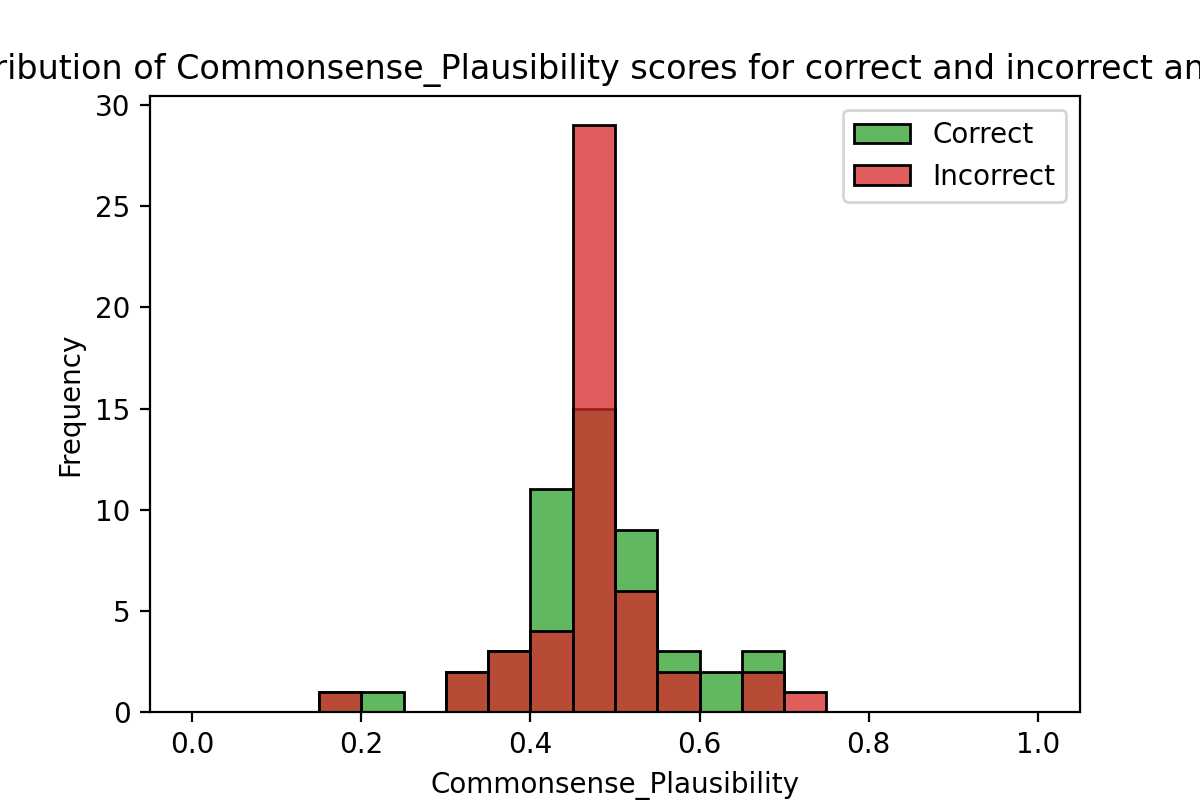 ribution of Commonsense_Plausibility scores for correct and incorrect an
30
25
20
15
10
5
0
Frequency
Correct
Incorrect
0.0 0.2 0.4 0.6 0.8 1.0
Commonsense_Plausibility